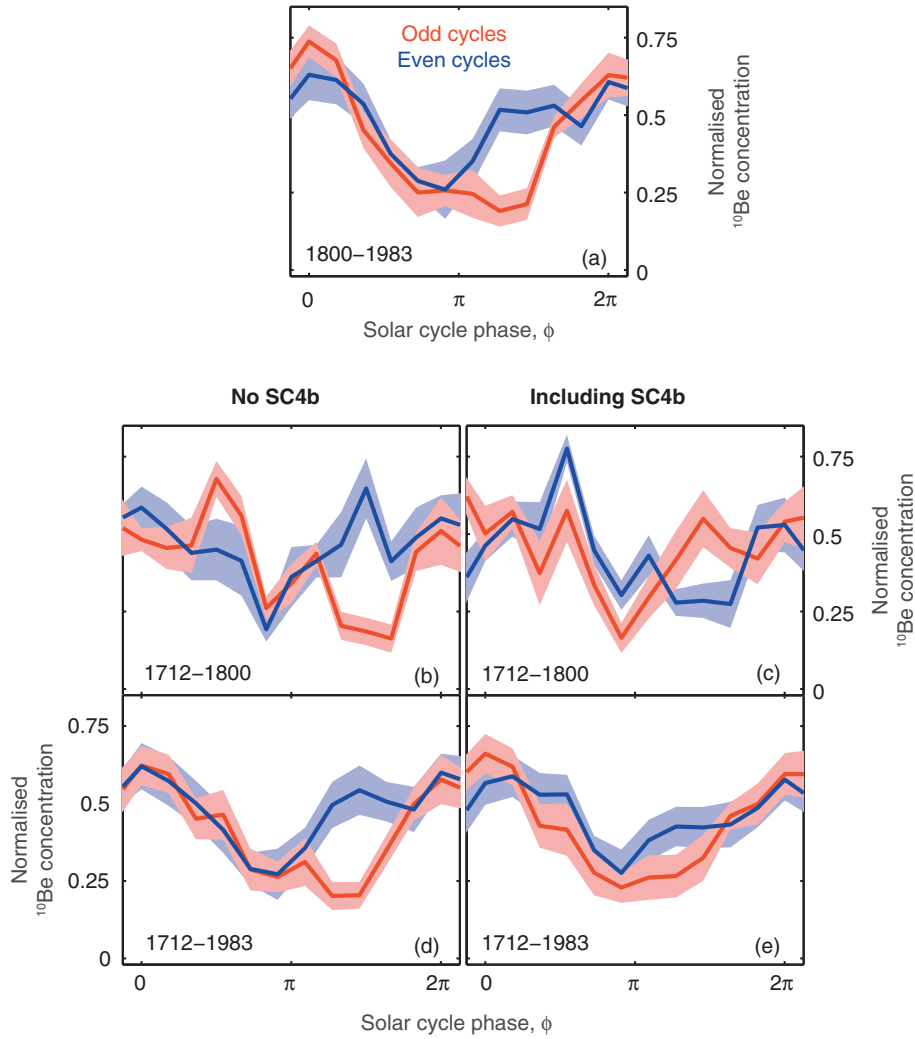 Odd cycles
Even cycles
0.75
0.5
0.25
0
Normalised
¹⁰Be concentration
1800–1983
(a)
0
π
2π
Solar cycle phase, ϕ
No SC4b
Including SC4b
1712–1800
(b)
1712–1800
(c)
0.75
0.5
0.25
0
Normalised
¹⁰Be concentration
Normalised
¹⁰Be concentration
0.75
0.5
0.25
0
1712–1983
(d)
1712–1983
(e)
0
π
2π
0
π
2π
Solar cycle phase, ϕ